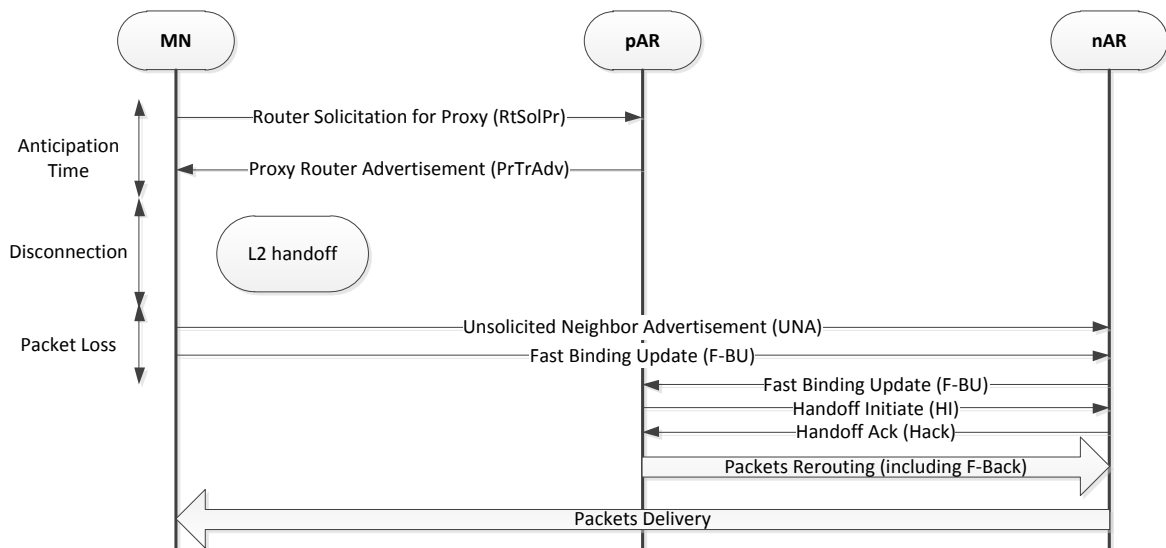 MN
pAR
nAR
Router Solicitation for Proxy (RtSolPr)
Anticipation
Time
Proxy Router Advertisement (PrTrAdv)
Disconnection
L2 handoff
Unsolicited Neighbor Advertisement (UNA)
Packet Loss
Fast Binding Update (F-BU)
Fast Binding Update (F-BU)
Handoff Initiate (HI)
Handoff Ack (Hack)
Packets Rerouting (including F-Back)
Packets Delivery